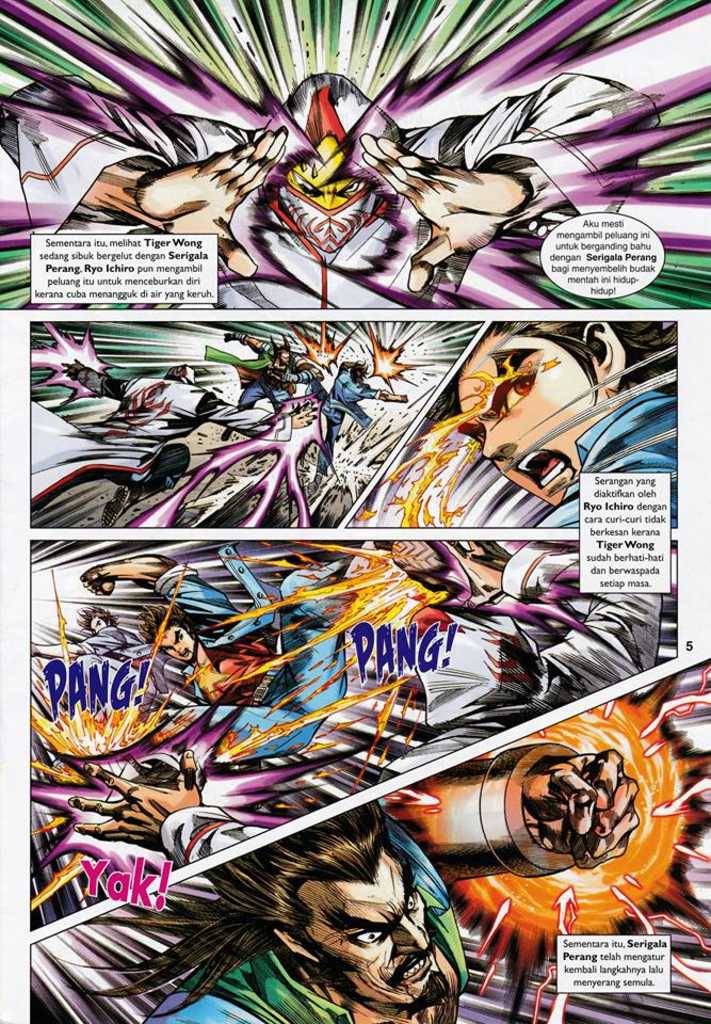 Sementara itu, melihat Tiger Wong
sedang sibuk bergelut dengan Serigala
Perang, Ryo Ichiro pun mengambil
peluang itu untuk menceburkan diri
kerana cuba menangguk di air yang keruh.
Aku mesti
mengambil peluang ini
untuk berganding bahu
dengan Serigala Perang
bagi menyembelih budak
mentah ini hidup-
hidup!
Serangan yang
diaktifkan oleh
Ryo Ichiro dengan
cara curi-curi tidak
berkesan kerana
Tiger Wong
sudah berhati-hati
dan berwaspada
setiap masa.
PANG!
PANG!
5
Yak!
Sementara itu, Serigala
Perang telah mengatur
kembali langkahnya lalu
menyerang semula.